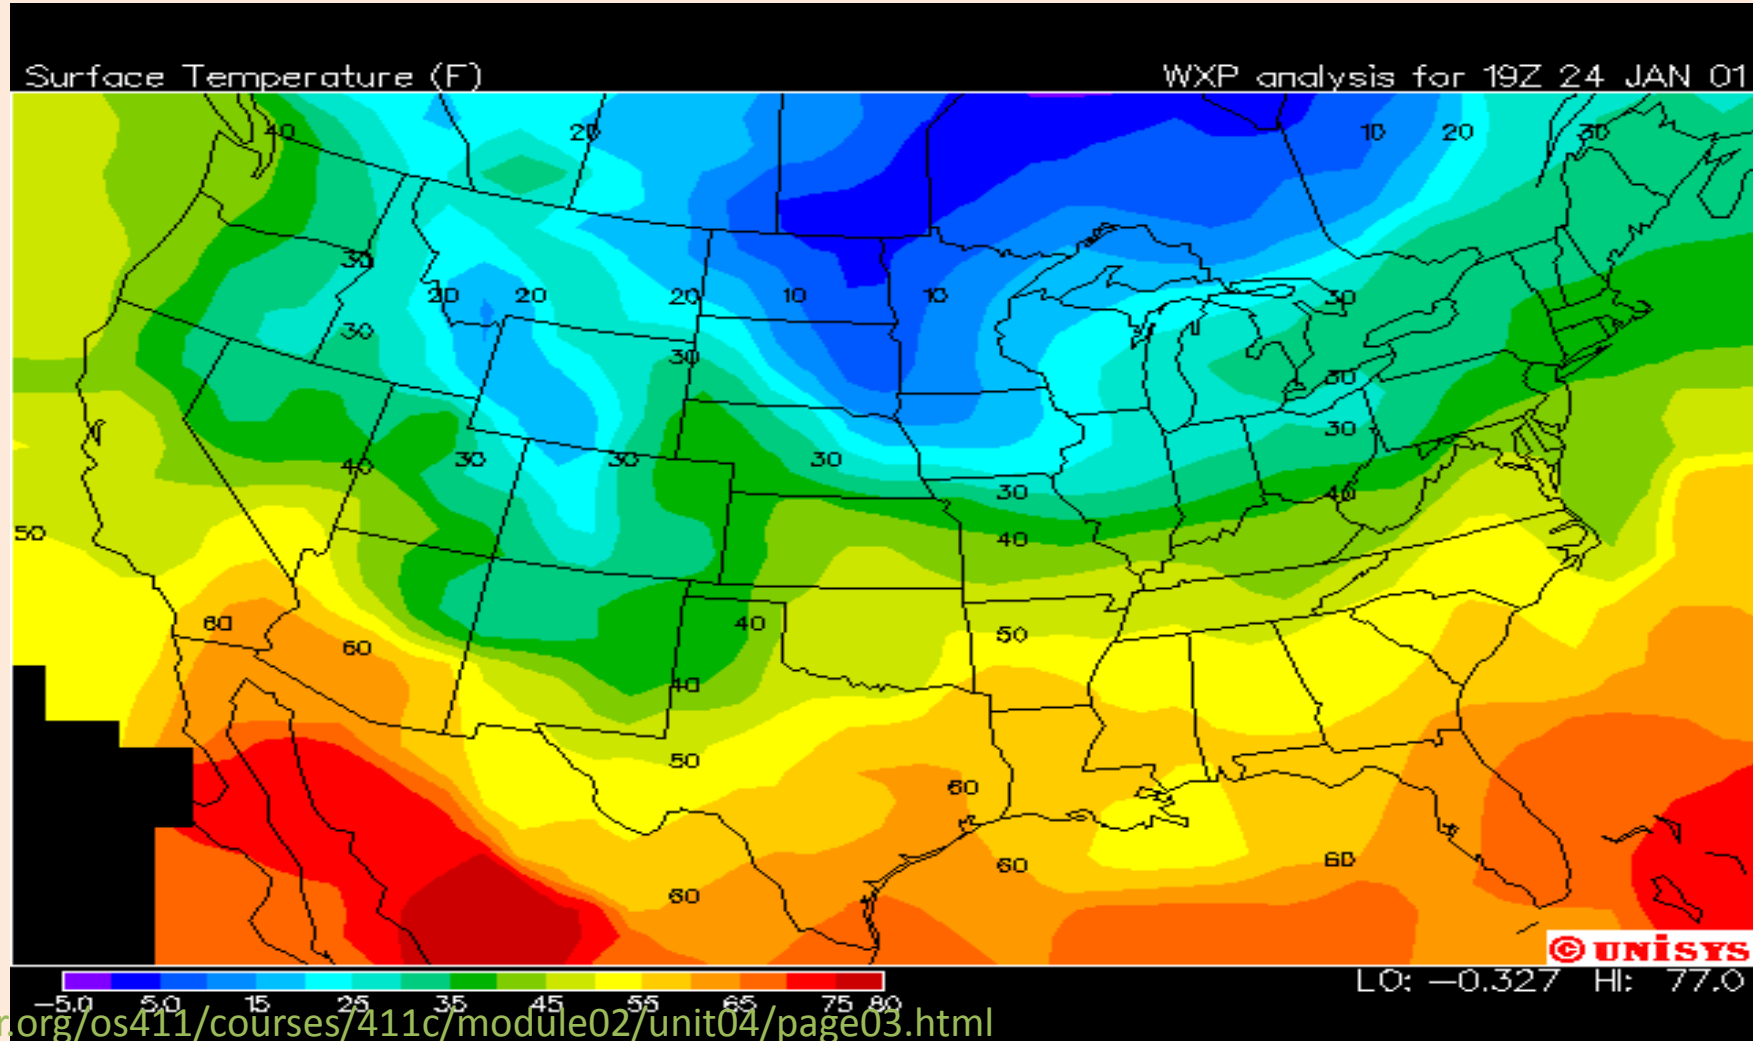 Surface Temperature (F)
WXP analysis for 19Z 24 JAN 01
40 20 10 20 30
30
20 20 20 10 10 30
30
30
30
30
40 30 30 30
30 40
50 40
60 40 50
60
40
50
60
60 60
60
© UNISYS
LO: -0.327 HI: 77.0
-5.0 5.0 15 25 35 45 55 65 75 80
r.org/os411/courses/411c/module02/unit04/page03.html